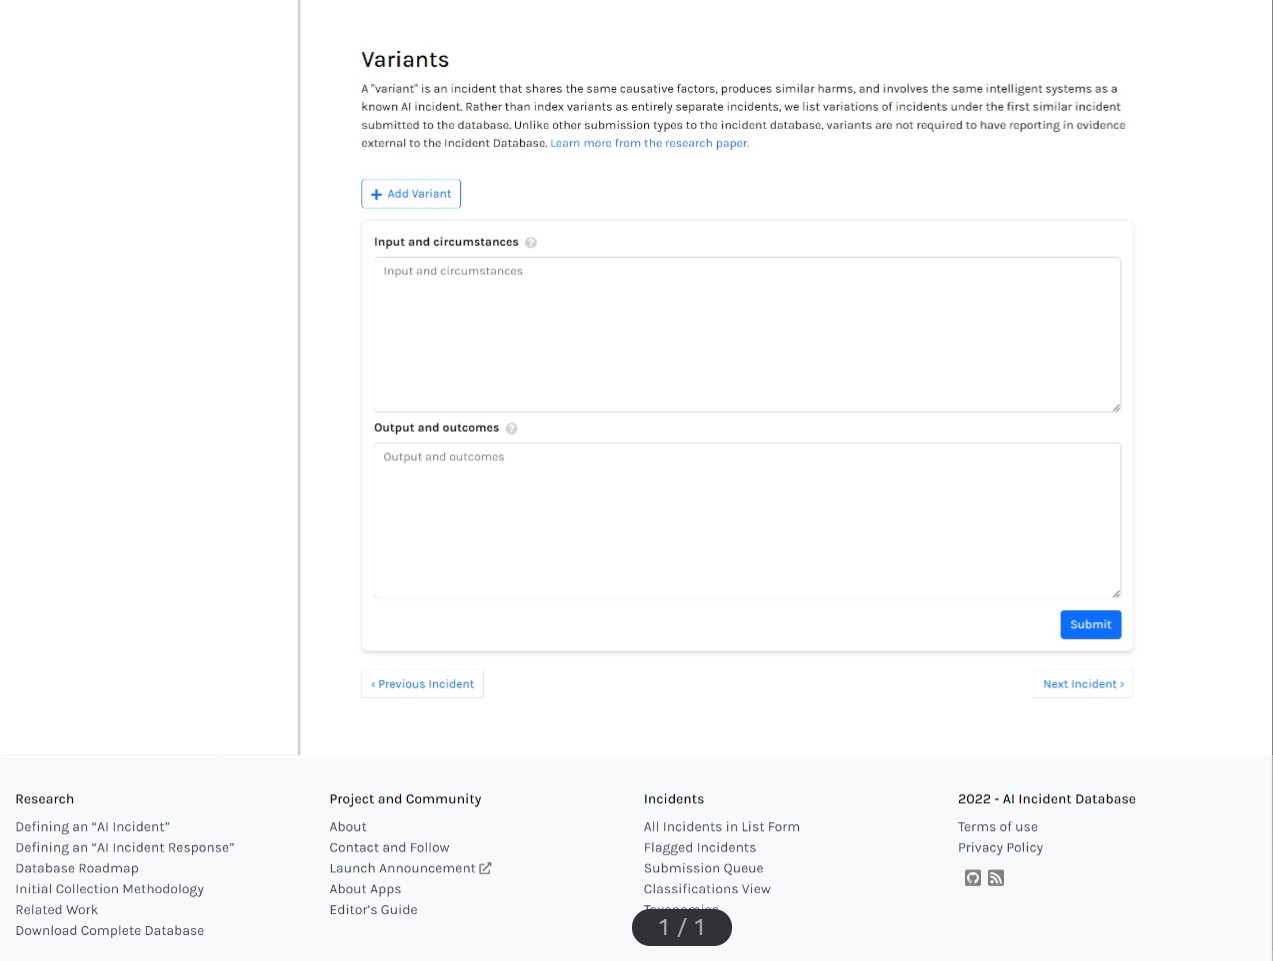 Variants
A "variant" is an incident that shares the same causative factors, produces similar harms, and involves the same intelligent systems as a
known AI incident. Rather than index variants as entirely separate incidents, we list variations of incidents under the first similar incident
submitted to the database. Unlike other submission types to the incident database, variants are not required to have reporting in evidence
external to the Incident Database. Learn more from the research paper.
+ Add Variant
Input and circumstances ?
Input and circumstances
Output and outcomes ?
Output and outcomes
Submit
‹ Previous Incident
Next Incident ›
Research
Defining an “AI Incident”
Defining an “AI Incident Response”
Database Roadmap
Initial Collection Methodology
Related Work
Download Complete Database
Project and Community
About
Contact and Follow
Launch Announcement
About Apps
Editor’s Guide
Incidents
All Incidents in List Form
Flagged Incidents
Submission Queue
Classifications View
2022 - AI Incident Database
Terms of use
Privacy Policy
1 / 1